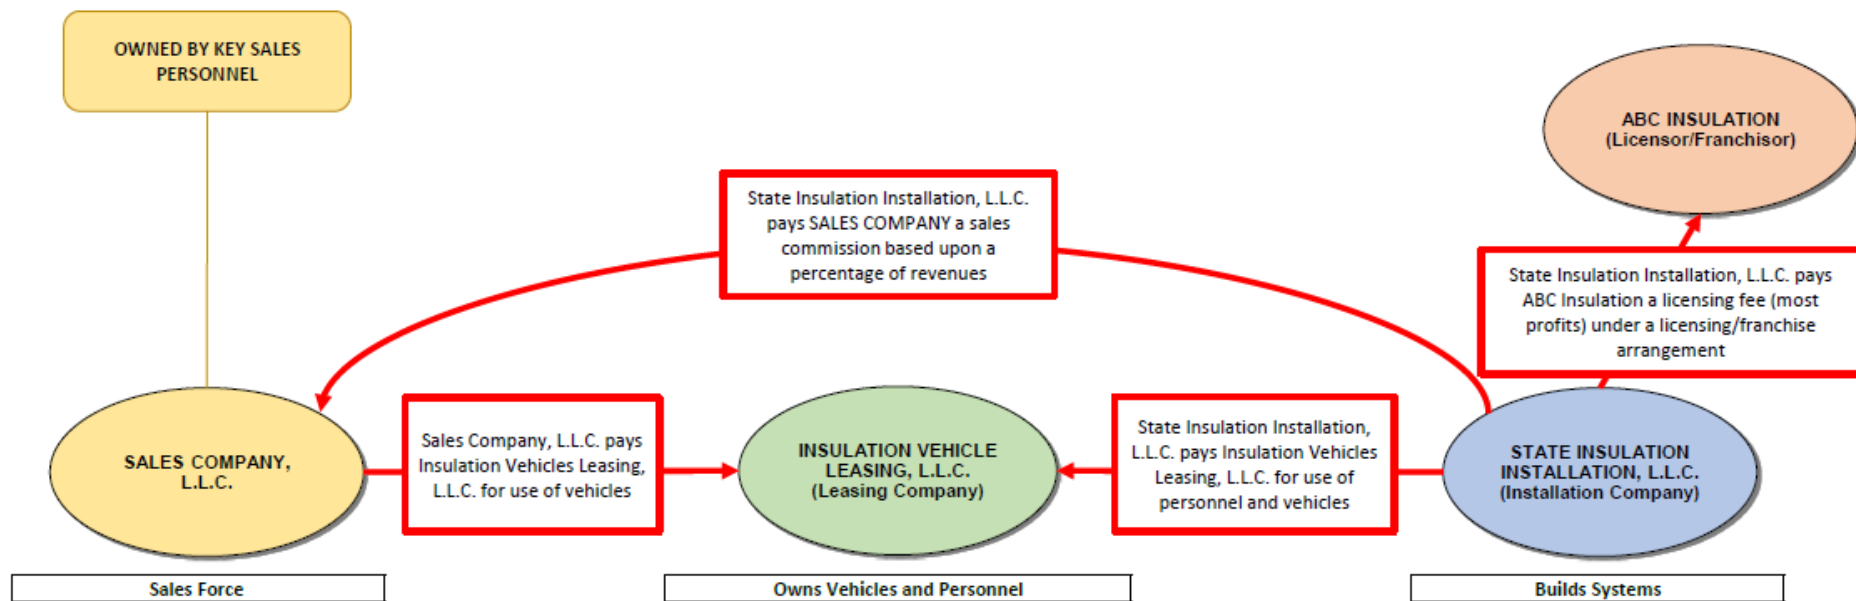 OWNED BY KEY SALES
PERSONNEL
ABC INSULATION
(Licensor/Franchisor)
State Insulation Installation, L.L.C.
pays SALES COMPANY a sales
commission based upon a
percentage of revenues
State Insulation Installation, L.L.C. pays
ABC Insulation a licensing fee (most
profits) under a licensing/franchise
arrangement
SALES COMPANY,
L.L.C.
Sales Company, L.L.C. pays
Insulation Vehicles Leasing,
L.L.C. for use of vehicles
INSULATION VEHICLE
LEASING, L.L.C.
(Leasing Company)
State Insulation Installation,
L.L.C. pays Insulation Vehicles
Leasing, L.L.C. for use of
personnel and vehicles
STATE INSULATION
INSTALLATION, L.L.C.
(Installation Company)
Sales Force
Owns Vehicles and Personnel
Builds Systems